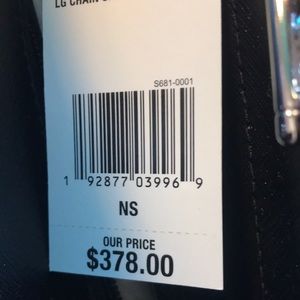 LG CHAIN
S681-0001
1 92877 03996 9
NS
OUR PRICE
$378.00